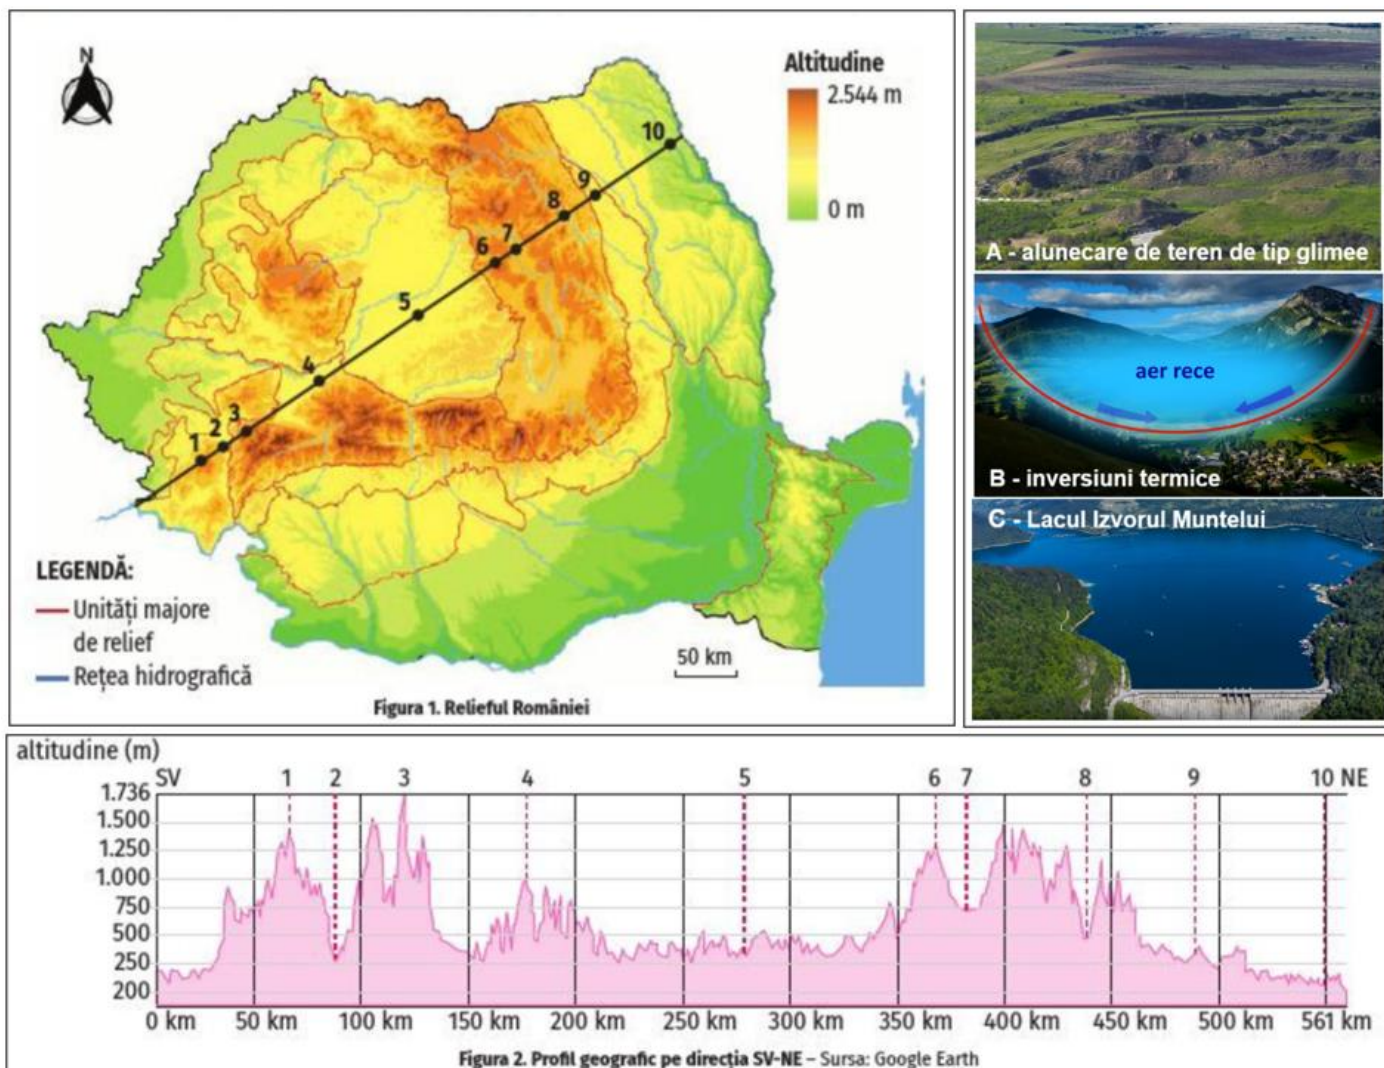 N
Altitudine
2.544 m
0 m
1
2
3
4
5
6
7
8
9
10
LEGENDĂ:
Unități majore
de relief
Rețea hidrografică
50 km
Figura 1. Relieful României
A - alunecare de teren de tip glimee
aer rece
B - inversiuni termice
C - Lacul Izvorul Muntelui
altitudine (m)
SV 1 2 3 4 5 6 7 8 9 10 NE
1.736
1.500
1.250
1.000
750
500
250
200
0 km 50 km 100 km 150 km 200 km 250 km 300 km 350 km 400 km 450 km 500 km 561 km
Figura 2. Profil geografic pe direcția SV-NE – Sursa: Google Earth